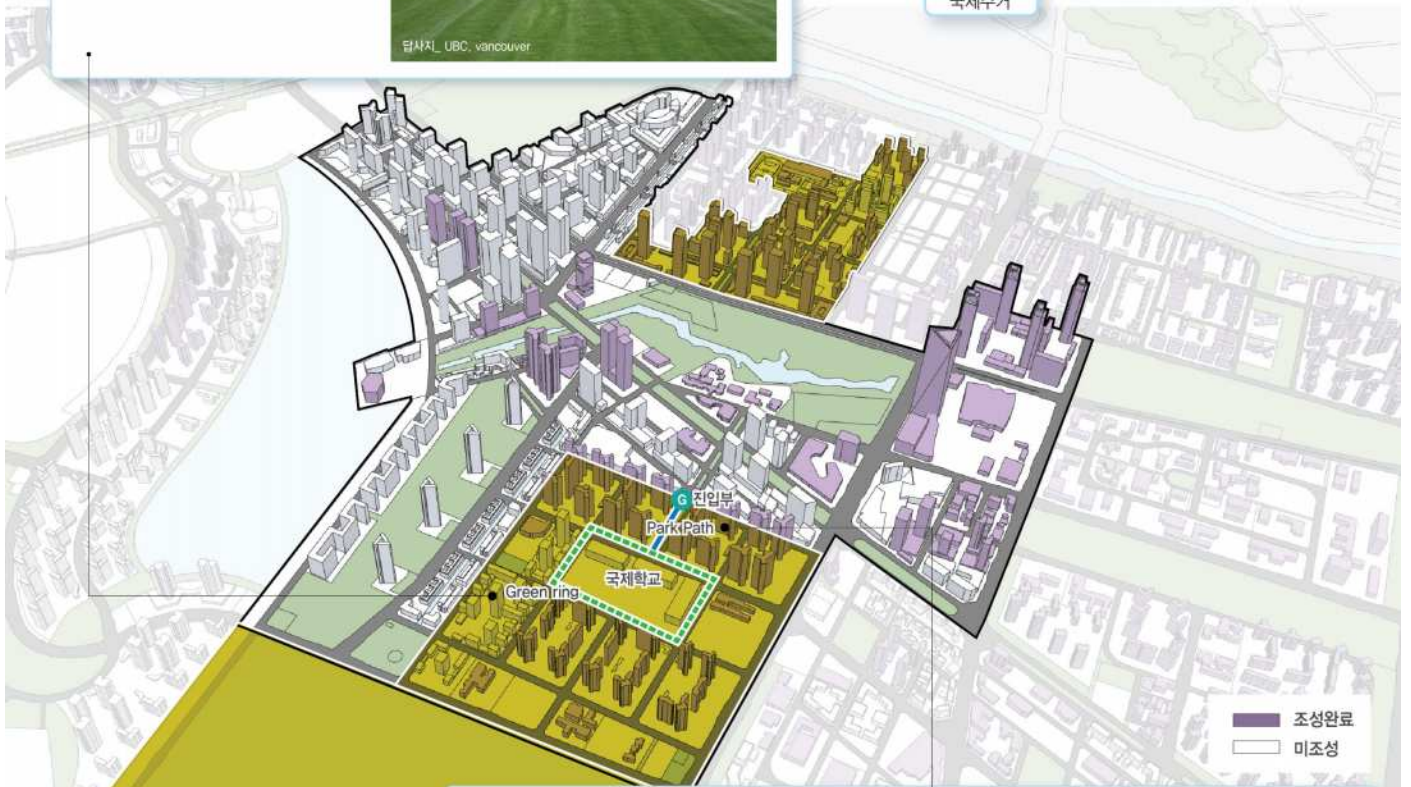 국제주거
답사지_ UBC, vancouver
G 진입부
Park Path
국제학교
Green ring
조성완료
미조성